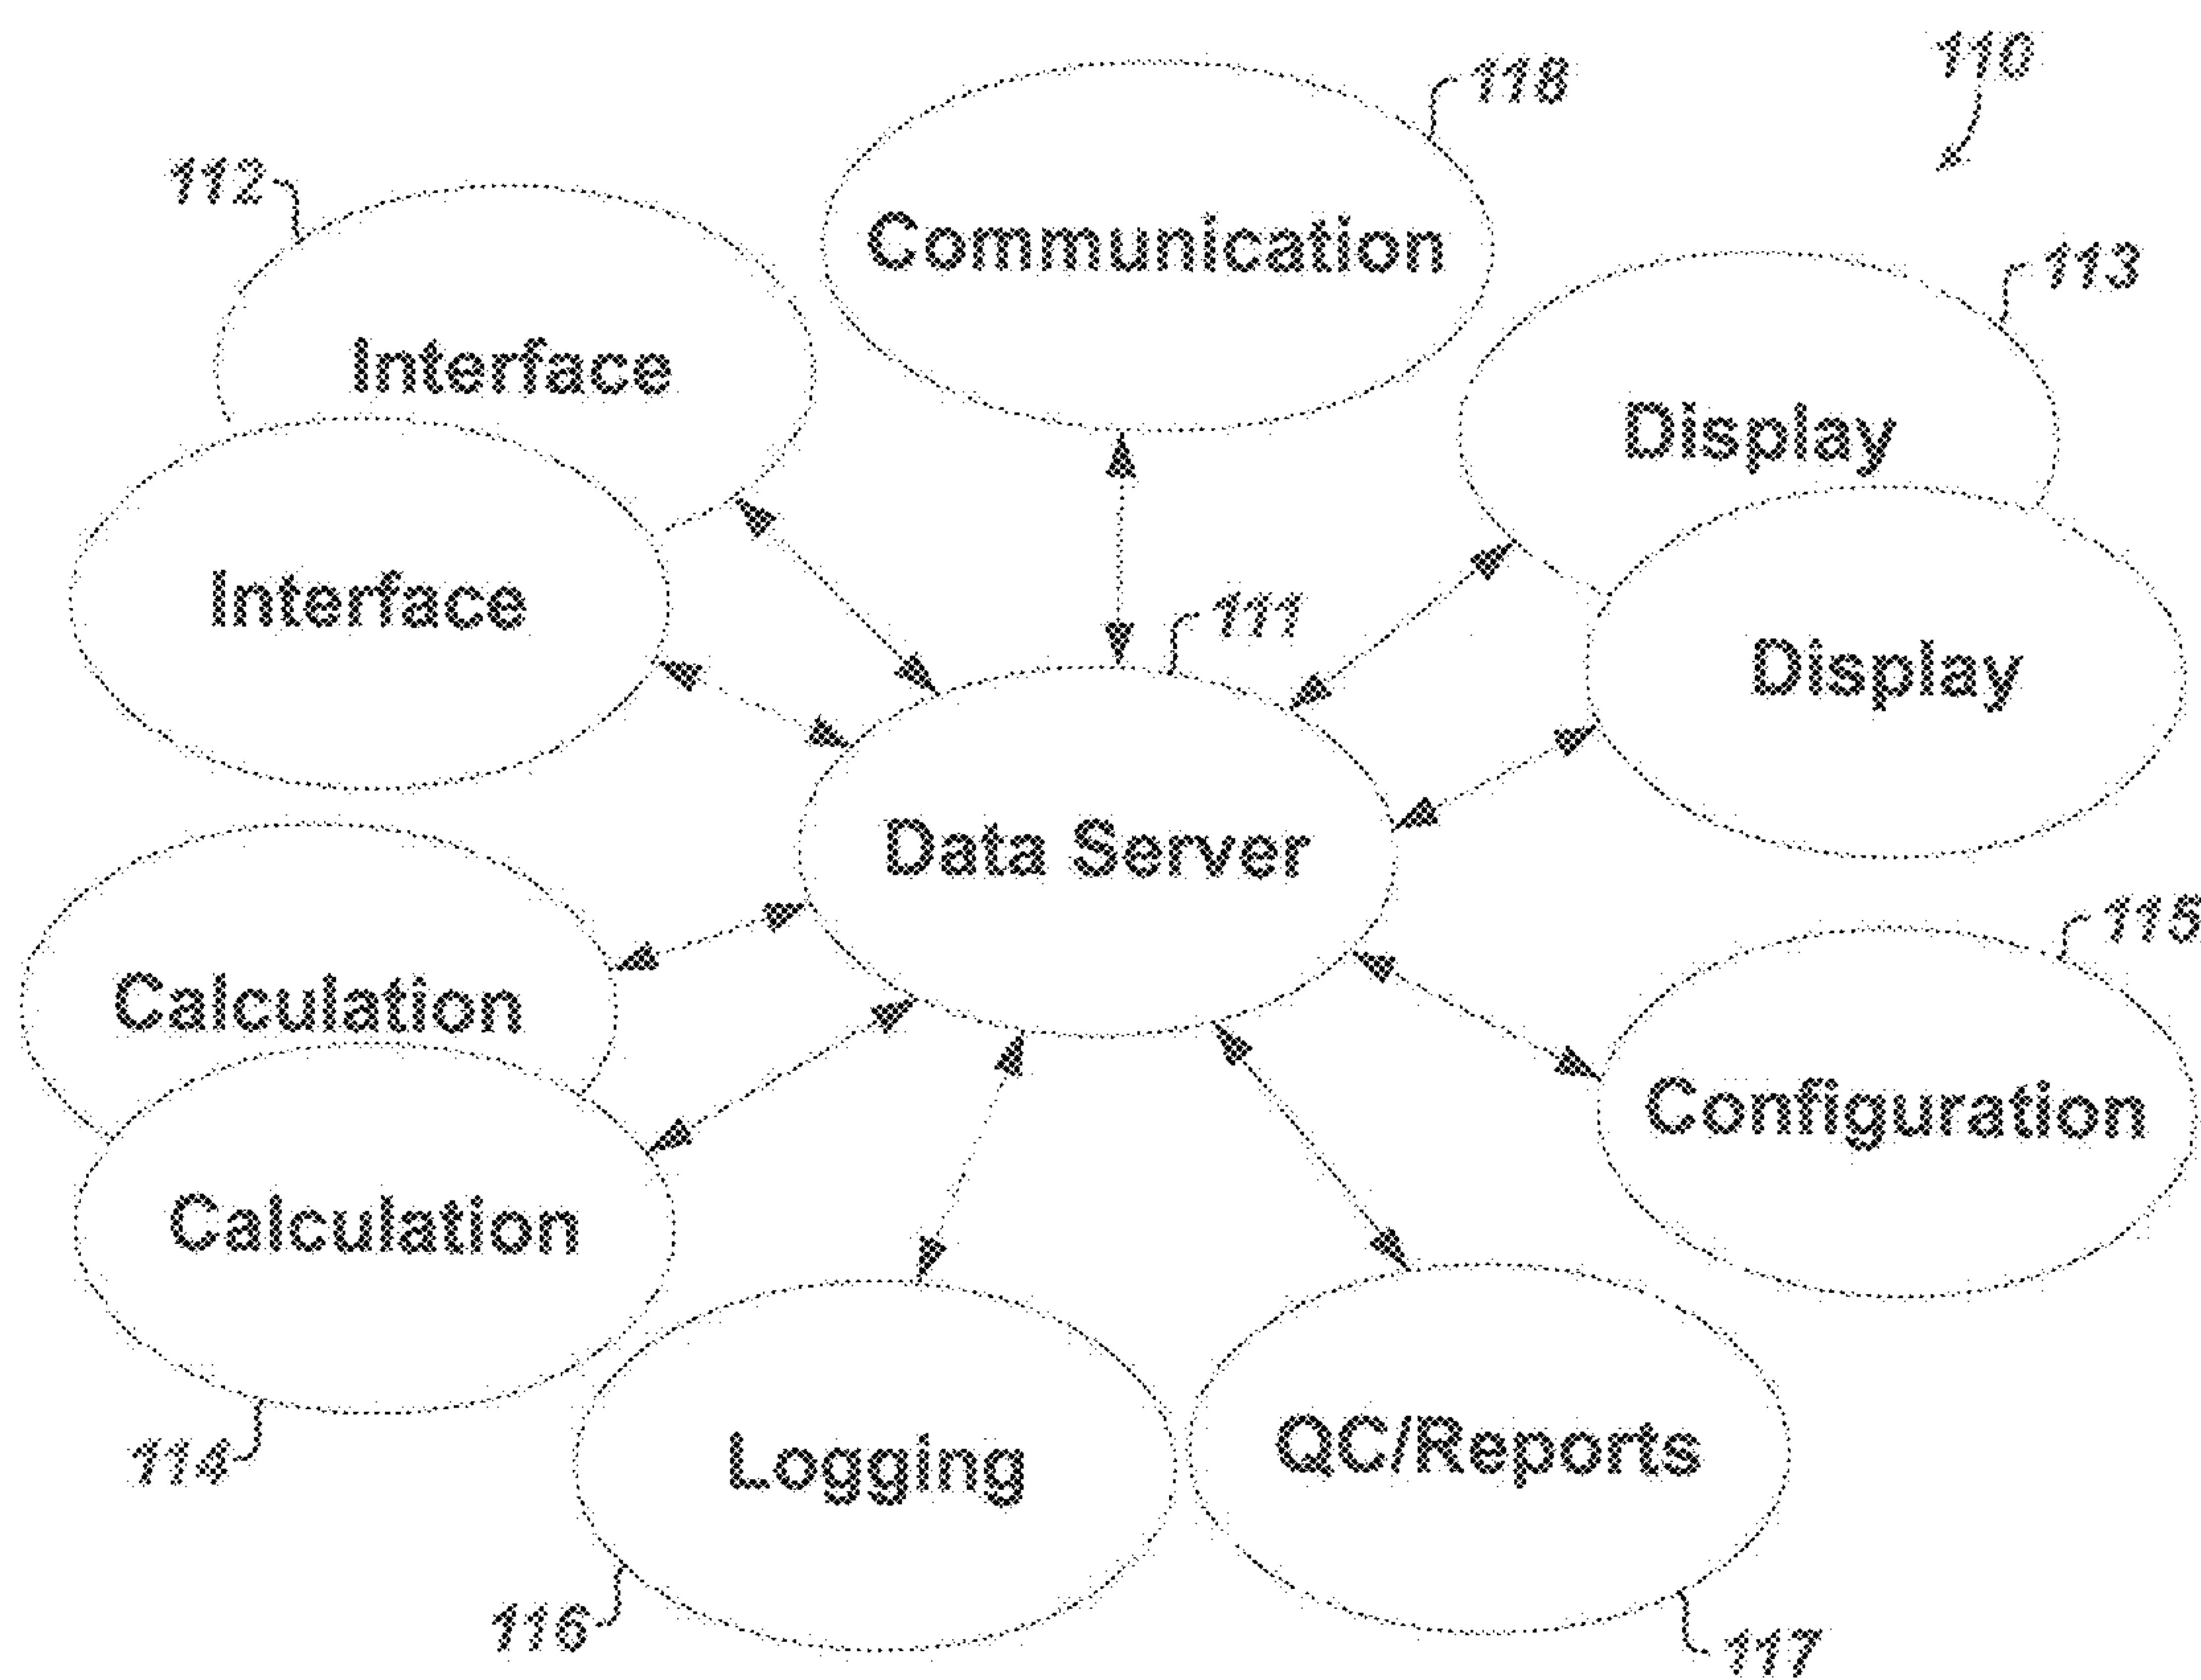 110
118
Communication
112
Interface
113
Display
Interface
111
Display
Data Server
115
Calculation
Configuration
Calculation
114
Logging
QC/Reports
116
117